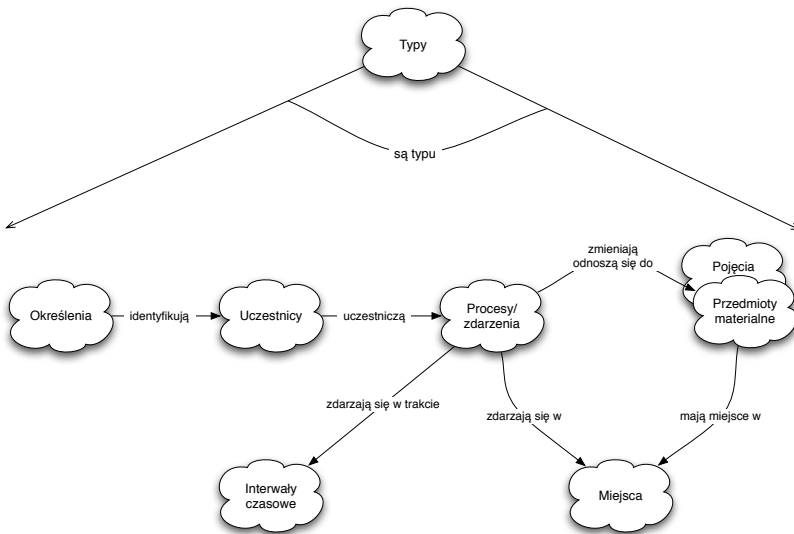 Typy
są typu
zmieniają
odnoszą się do
Pojęcia
Przedmioty
materialne
Określenia
identyfikują
Uczestnicy
uczestniczą
Procesy/
zdarzenia
zdarzają się w trakcie
zdarzają się w
mają miejsce w
Interwały
czasowe
Miejsca